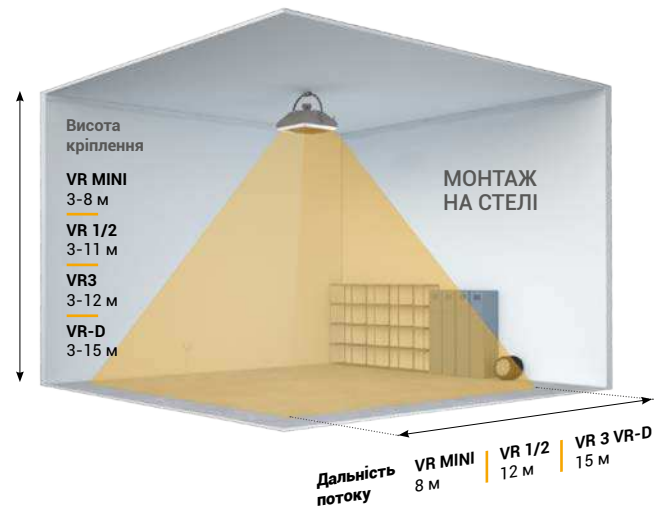 Висота
кріплення
VR MINI
3-8 м
VR 1/2
3-11 м
VR3
3-12 м
VR-D
3-15 м
МОНТАЖ
НА СТЕЛІ
Дальність
потоку
VR MINI
8 м
VR 1/2
12 м
VR 3 VR-D
15 м